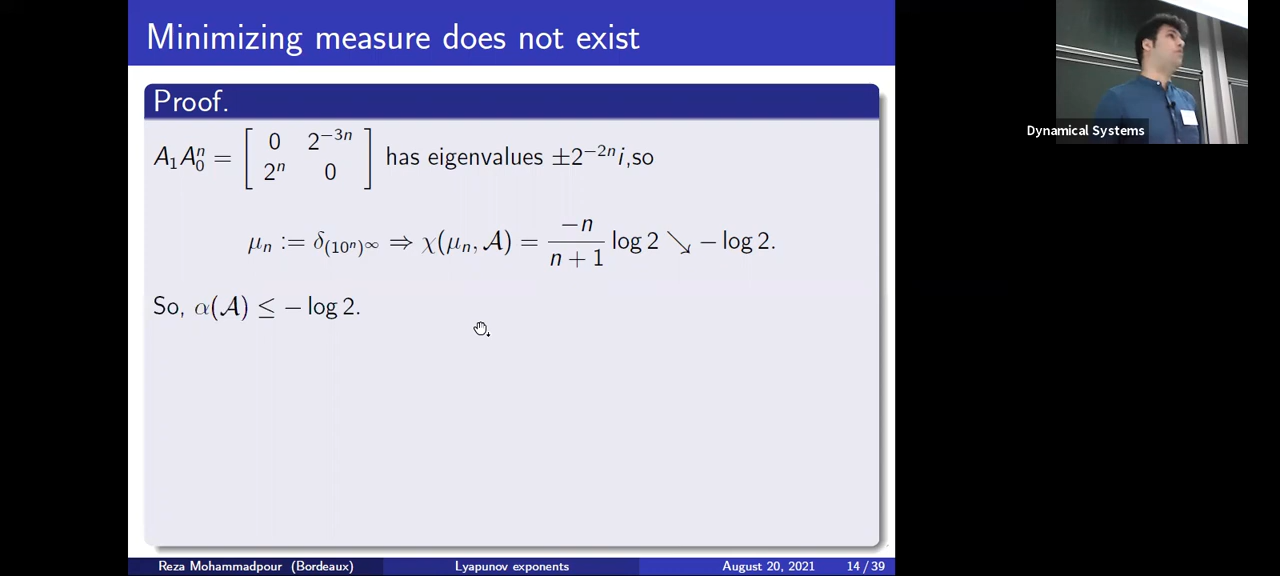 Minimizing measure does not exist
Proof.
A₁A₀ⁿ = [ 0 2⁻³ⁿ
2ⁿ 0 ] has eigenvalues ±2⁻²ⁿi,so
μₙ := δ_{(10ⁿ)^∞} ⇒ χ(μₙ, 𝒜) = −n/(n + 1) log 2 ↘ − log 2.
So, α(𝒜) ≤ − log 2.
Reza Mohammadpour (Bordeaux) Lyapunov exponents August 20, 2021 14 / 39
Dynamical Systems